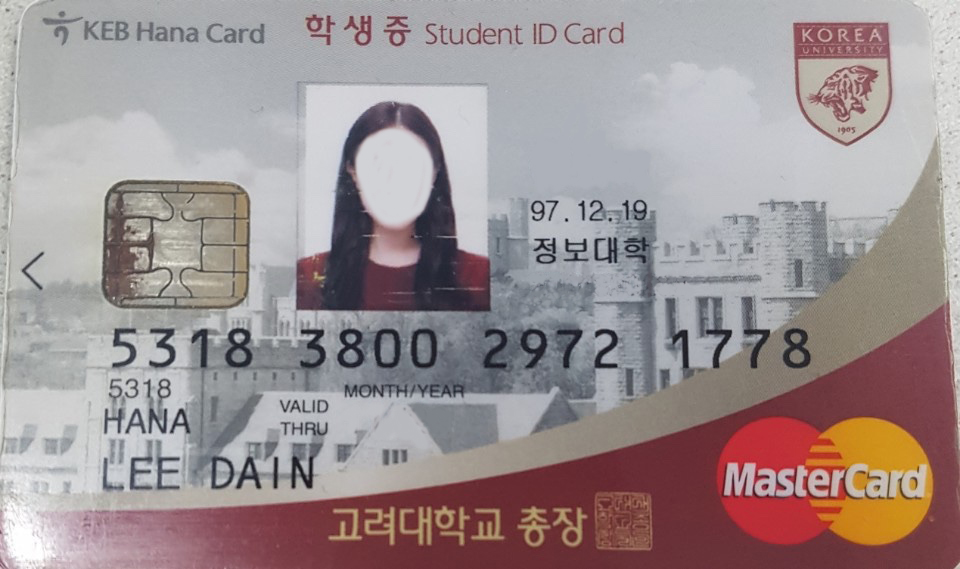 KEB Hana Card 학생증 Student ID Card
KOREA
UNIVERSITY
1905
97.12.19
정보대학
5318 3800 2972 1778
5318 MONTH/YEAR
HANA VALID
THRU
LEE DAIN
MasterCard
고려대학교 총장